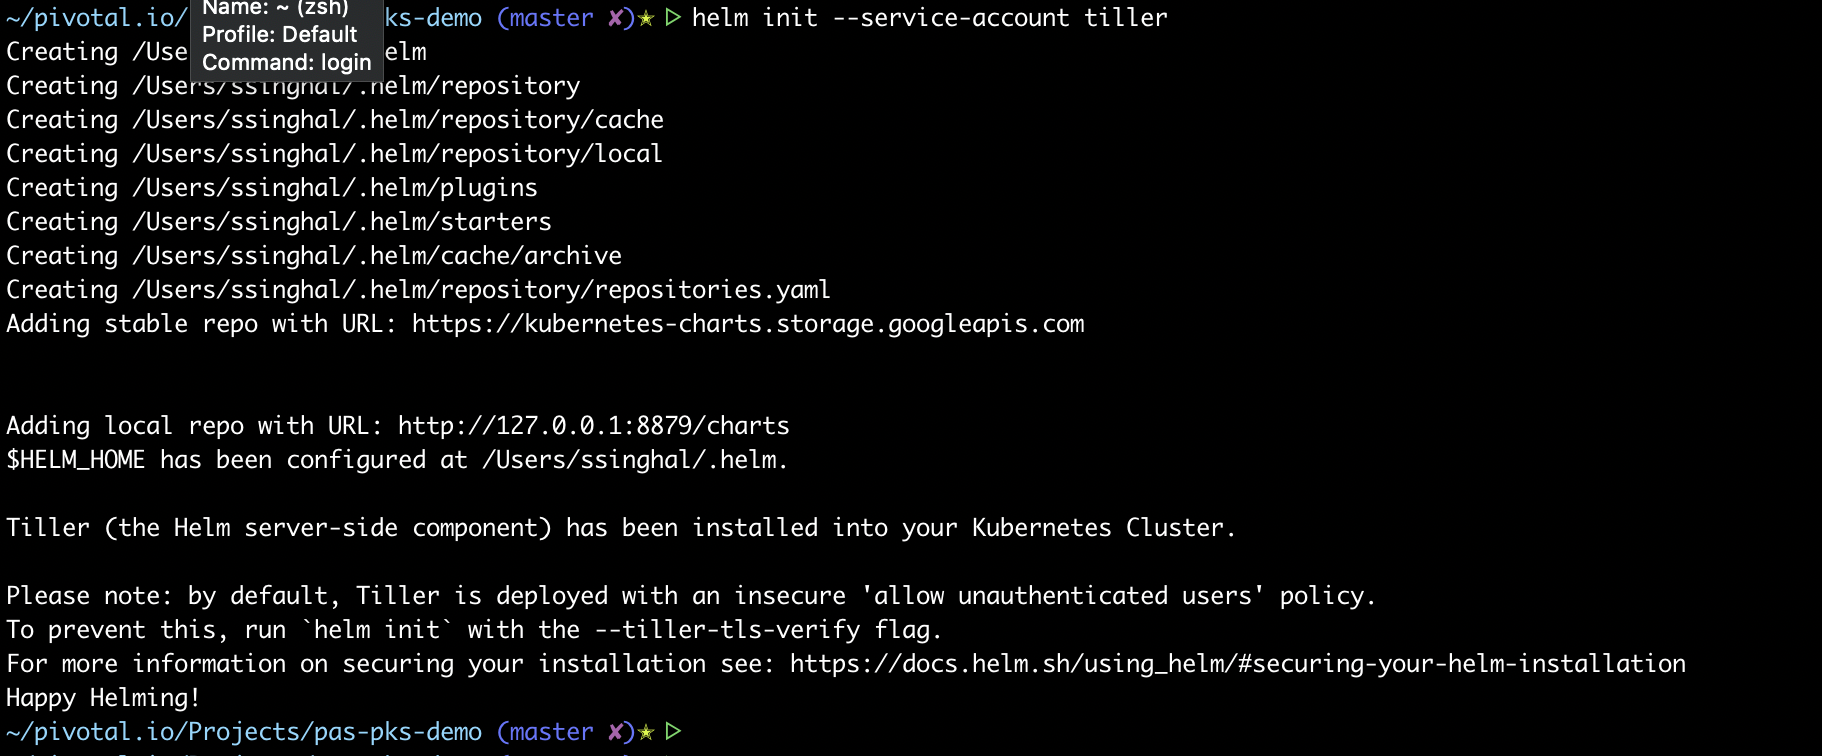 ~/pivotal.io/ ks-demo (master ✘)★ ▷ helm init --service-account tiller
Name: ~ (zsh)
Profile: Default
Command: login
Creating /Use elm
Creating /Users/ssinghal/.helm/repository
Creating /Users/ssinghal/.helm/repository/cache
Creating /Users/ssinghal/.helm/repository/local
Creating /Users/ssinghal/.helm/plugins
Creating /Users/ssinghal/.helm/starters
Creating /Users/ssinghal/.helm/cache/archive
Creating /Users/ssinghal/.helm/repository/repositories.yaml
Adding stable repo with URL: https://kubernetes-charts.storage.googleapis.com
Adding local repo with URL: http://127.0.0.1:8879/charts
$HELM_HOME has been configured at /Users/ssinghal/.helm.
Tiller (the Helm server-side component) has been installed into your Kubernetes Cluster.
Please note: by default, Tiller is deployed with an insecure 'allow unauthenticated users' policy.
To prevent this, run `helm init` with the --tiller-tls-verify flag.
For more information on securing your installation see: https://docs.helm.sh/using_helm/#securing-your-helm-installation
Happy Helming!
~/pivotal.io/Projects/pas-pks-demo (master ✘)★ ▷